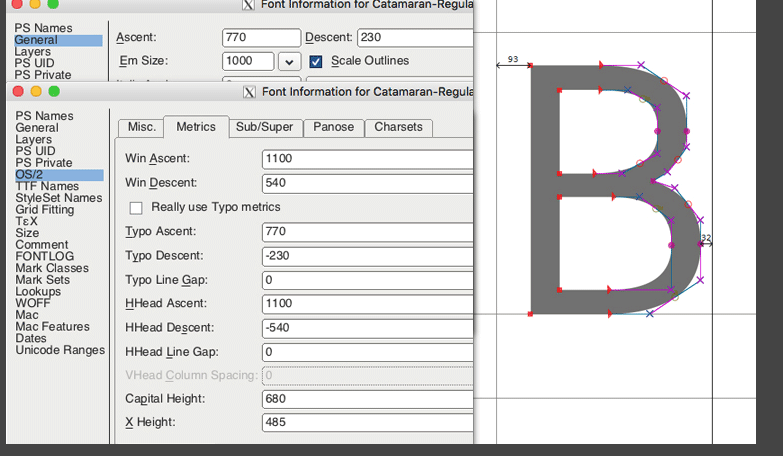 Font Information for Catamaran-Regula
PS Names
General
Layers
PS UID
PS Private
Ascent: 770 Descent: 230
Em Size: 1000 Scale Outlines
Font Information for Catamaran-Regula
PS Names
General
Layers
PS UID
PS Private
OS/2
TTF Names
StyleSet Names
Grid Fitting
TεX
Size
Comment
FONTLOG
Mark Classes
Mark Sets
Lookups
WOFF
Mac
Mac Features
Dates
Unicode Ranges
Misc. Metrics Sub/Super Panose Charsets
Win Ascent: 1100
Win Descent: 540
Really use Typo metrics
Typo Ascent: 770
Typo Descent: -230
Typo Line Gap: 0
HHead Ascent: 1100
HHead Descent: -540
HHead Line Gap: 0
VHead Column Spacing: 0
Capital Height: 680
X Height: 485
93
B
32